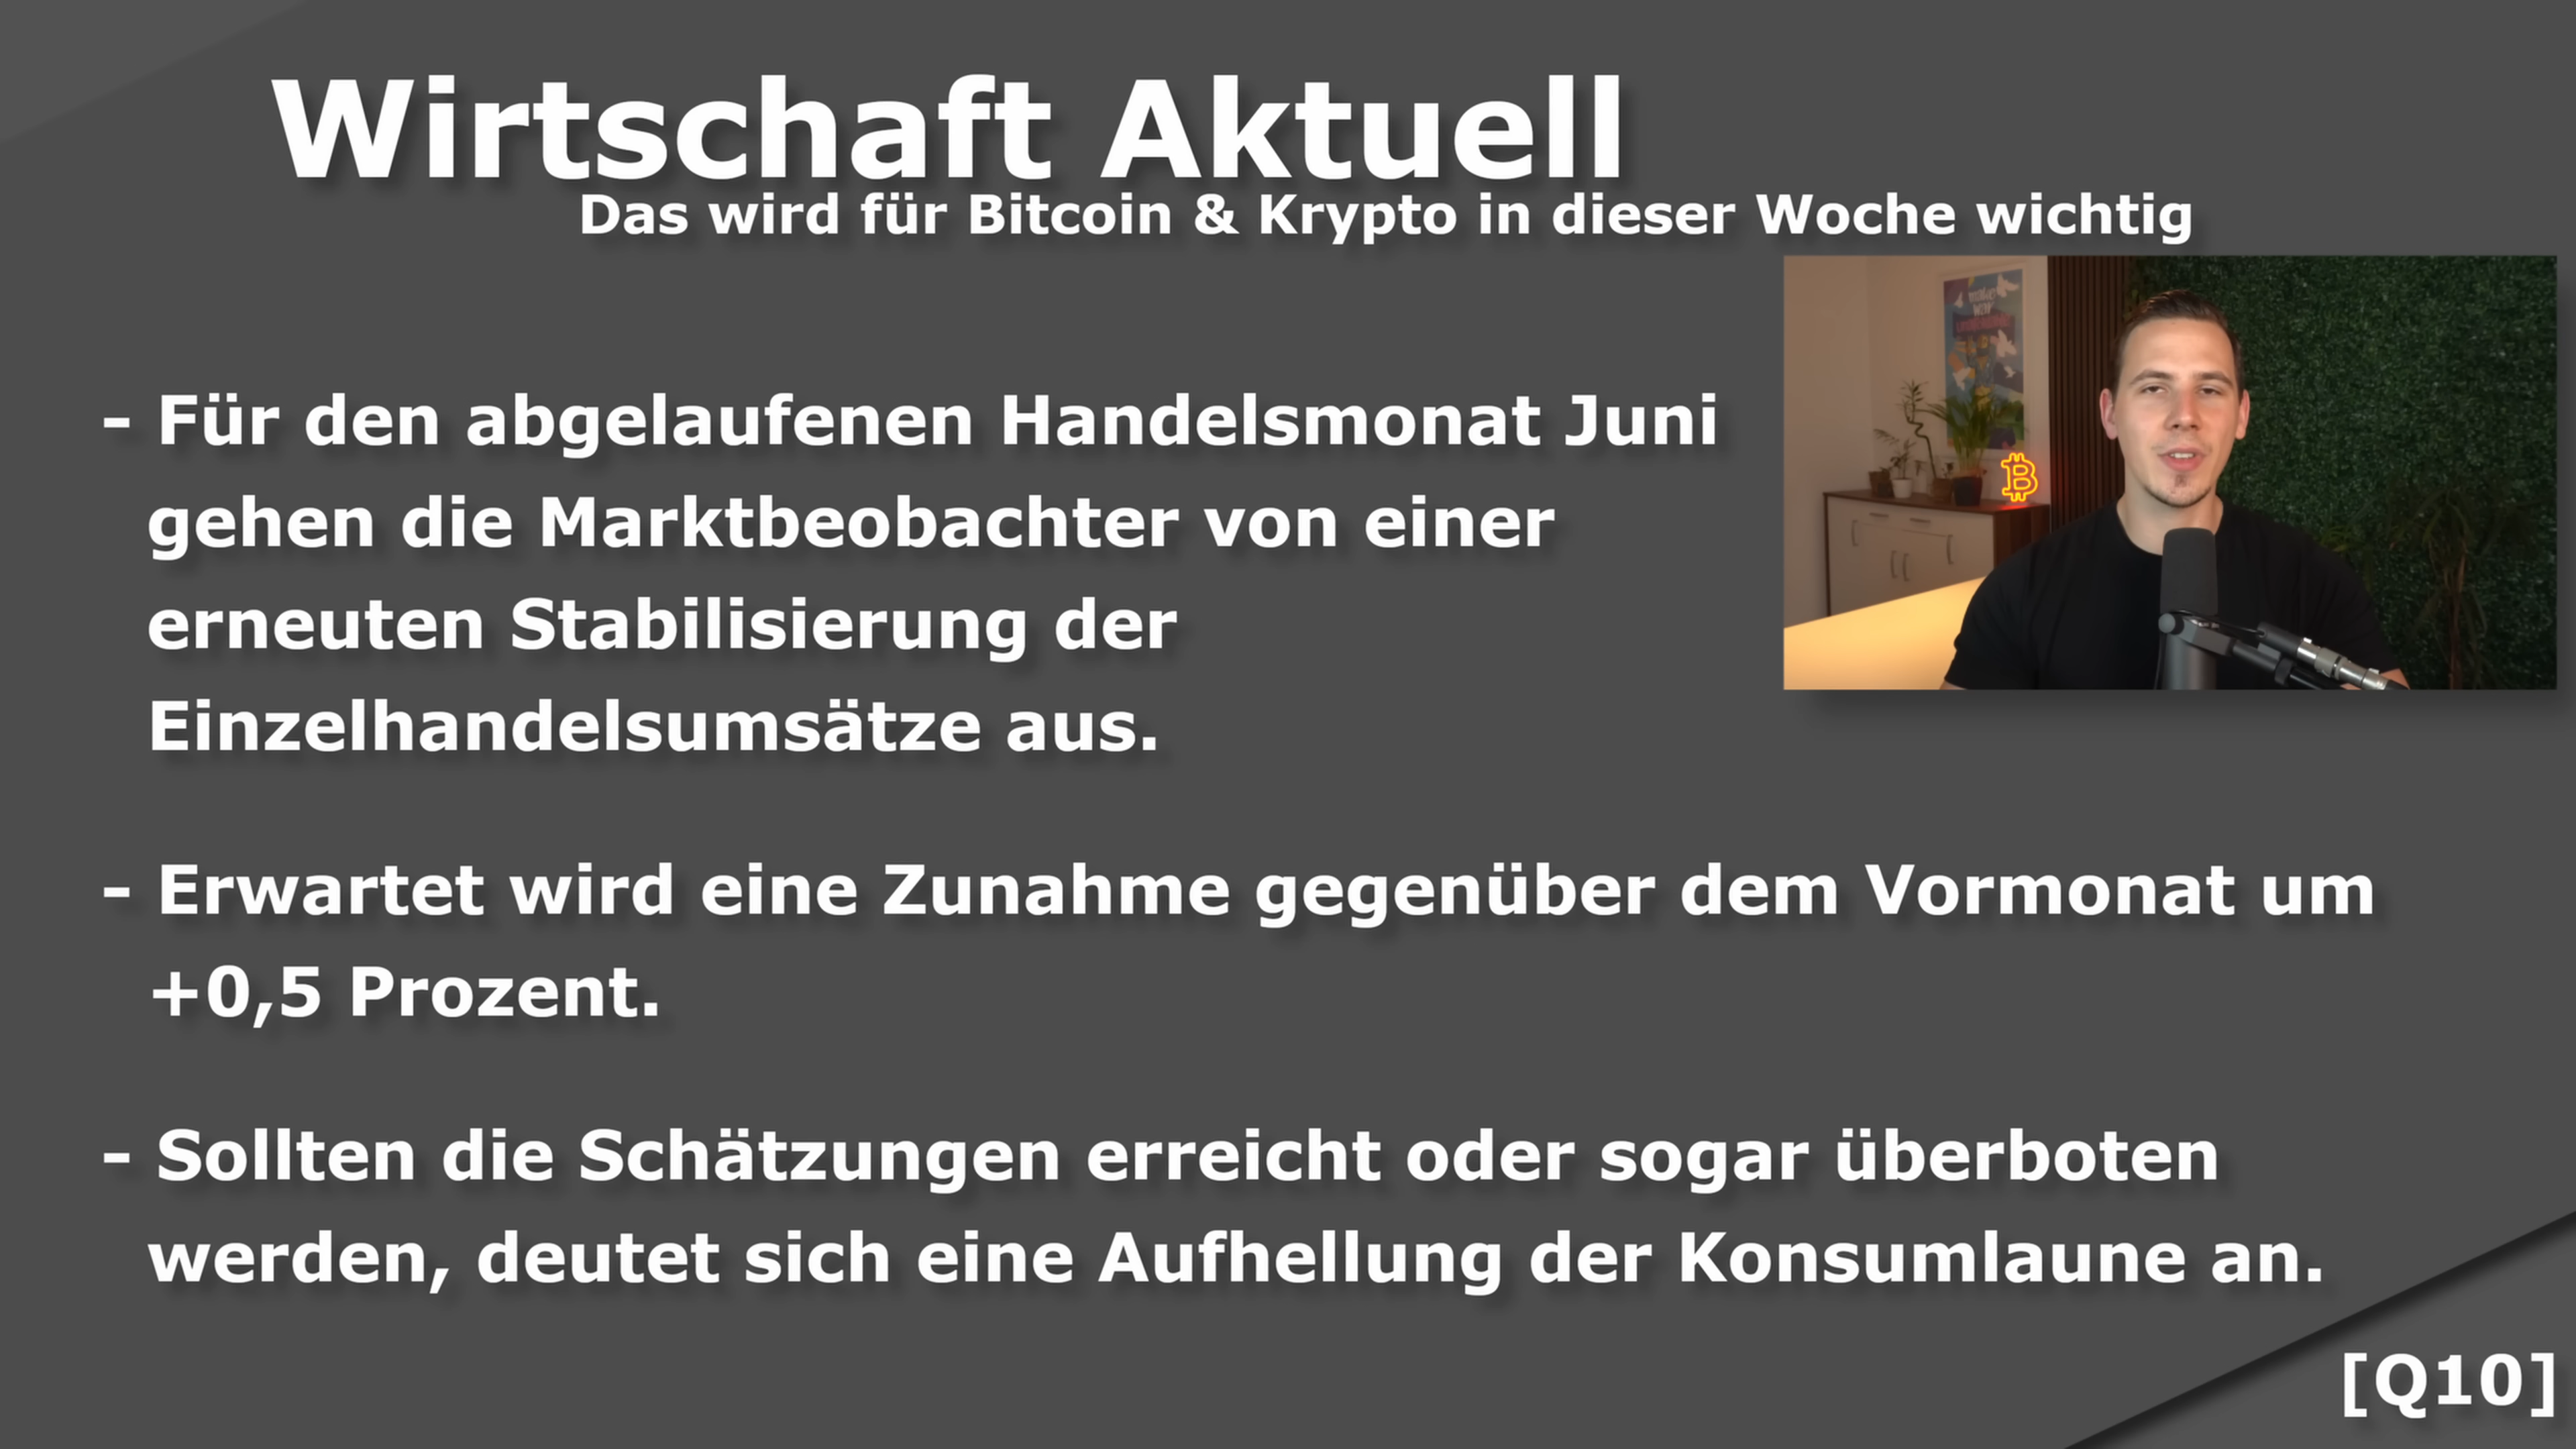 Wirtschaft Aktuell
Das wird für Bitcoin & Krypto in dieser Woche wichtig
- Für den abgelaufenen Handelsmonat Juni
gehen die Marktbeobachter von einer
erneuten Stabilisierung der
Einzelhandelsumsätze aus.
- Erwartet wird eine Zunahme gegenüber dem Vormonat um
+0,5 Prozent.
- Sollten die Schätzungen erreicht oder sogar überboten
werden, deutet sich eine Aufhellung der Konsumlaune an.
[Q10]